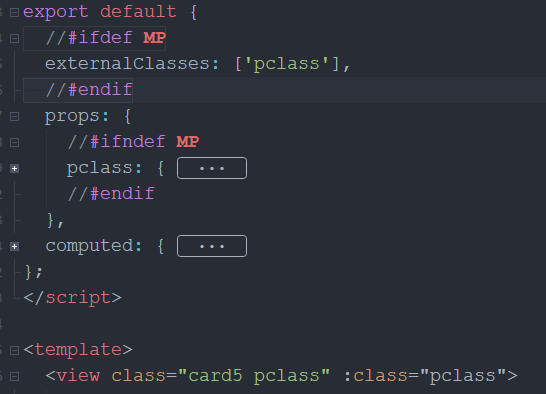 export default {
//#ifdef MP
externalClasses: ['pclass'],
//#endif
props: {
//#ifndef MP
pclass: { ...
//#endif
},
computed: { ...
};
</script>
<template>
<view class="card5 pclass" :class="pclass">